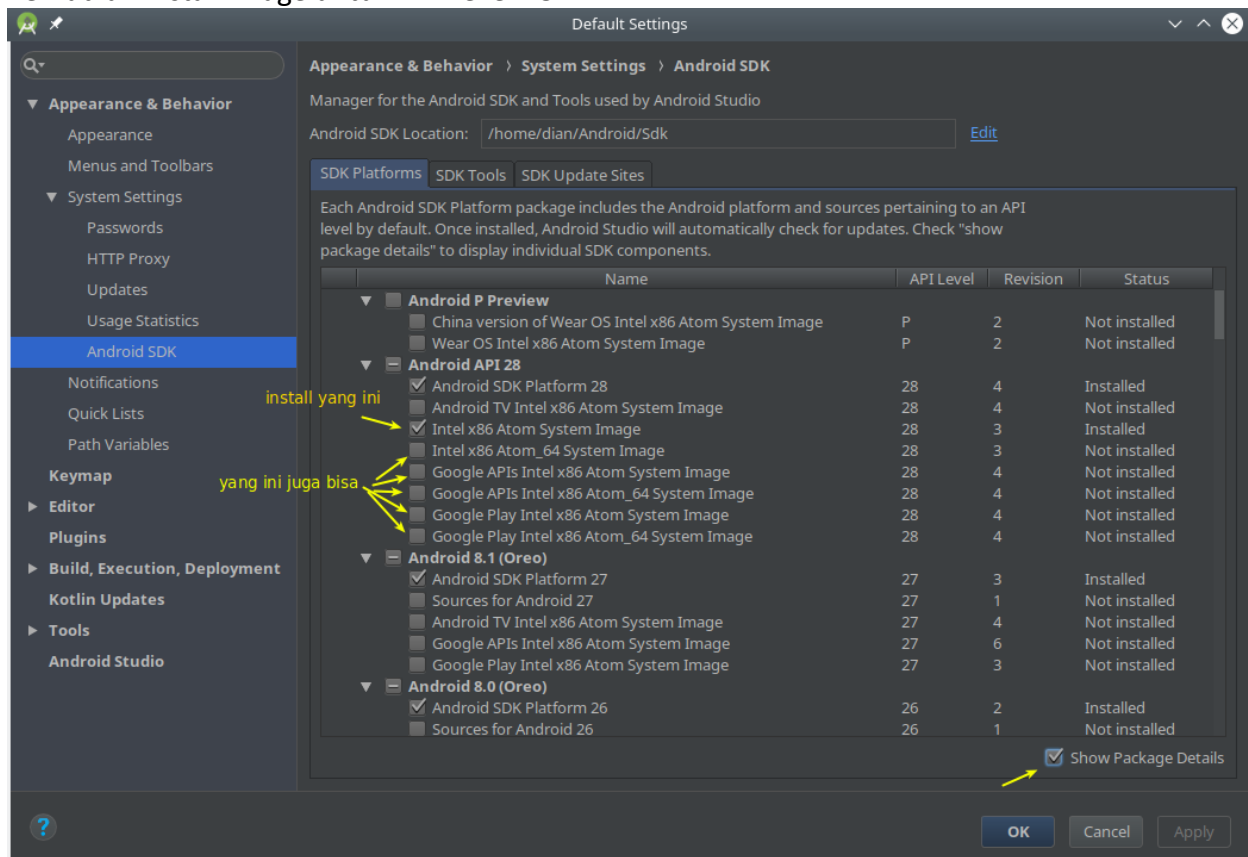 Default Settings
Appearance & Behavior › System Settings › Android SDK
Manager for the Android SDK and Tools used by Android Studio
Android SDK Location: /home/dian/Android/Sdk Edit
SDK Platforms SDK Tools SDK Update Sites
Each Android SDK Platform package includes the Android platform and sources pertaining to an API
level by default. Once installed, Android Studio will automatically check for updates. Check "show
package details" to display individual SDK components.
Appearance & Behavior
Appearance
Menus and Toolbars
System Settings
Passwords
HTTP Proxy
Updates
Usage Statistics
Android SDK
Notifications
Quick Lists
Path Variables
Keymap
Editor
Plugins
Build, Execution, Deployment
Kotlin Updates
Tools
Android Studio
Name API Level Revision Status
Android P Preview
China version of Wear OS Intel x86 Atom System Image P 2 Not installed
Wear OS Intel x86 Atom System Image P 2 Not installed
Android API 28
Android SDK Platform 28 28 4 Installed
install yang ini
Android TV Intel x86 Atom System Image 28 4 Not installed
Intel x86 Atom System Image 28 3 Installed
Intel x86 Atom_64 System Image 28 3 Not installed
Google APIs Intel x86 Atom System Image 28 4 Not installed
yang ini juga bisa
Google APIs Intel x86 Atom_64 System Image 28 4 Not installed
Google Play Intel x86 Atom System Image 28 4 Not installed
Google Play Intel x86 Atom_64 System Image 28 4 Not installed
Android 8.1 (Oreo)
Android SDK Platform 27 27 3 Installed
Sources for Android 27 27 1 Not installed
Android TV Intel x86 Atom System Image 27 4 Not installed
Google APIs Intel x86 Atom System Image 27 6 Not installed
Google Play Intel x86 Atom System Image 27 3 Not installed
Android 8.0 (Oreo)
Android SDK Platform 26 26 2 Installed
Sources for Android 26 26 1 Not installed
Show Package Details
?
OK Cancel Apply